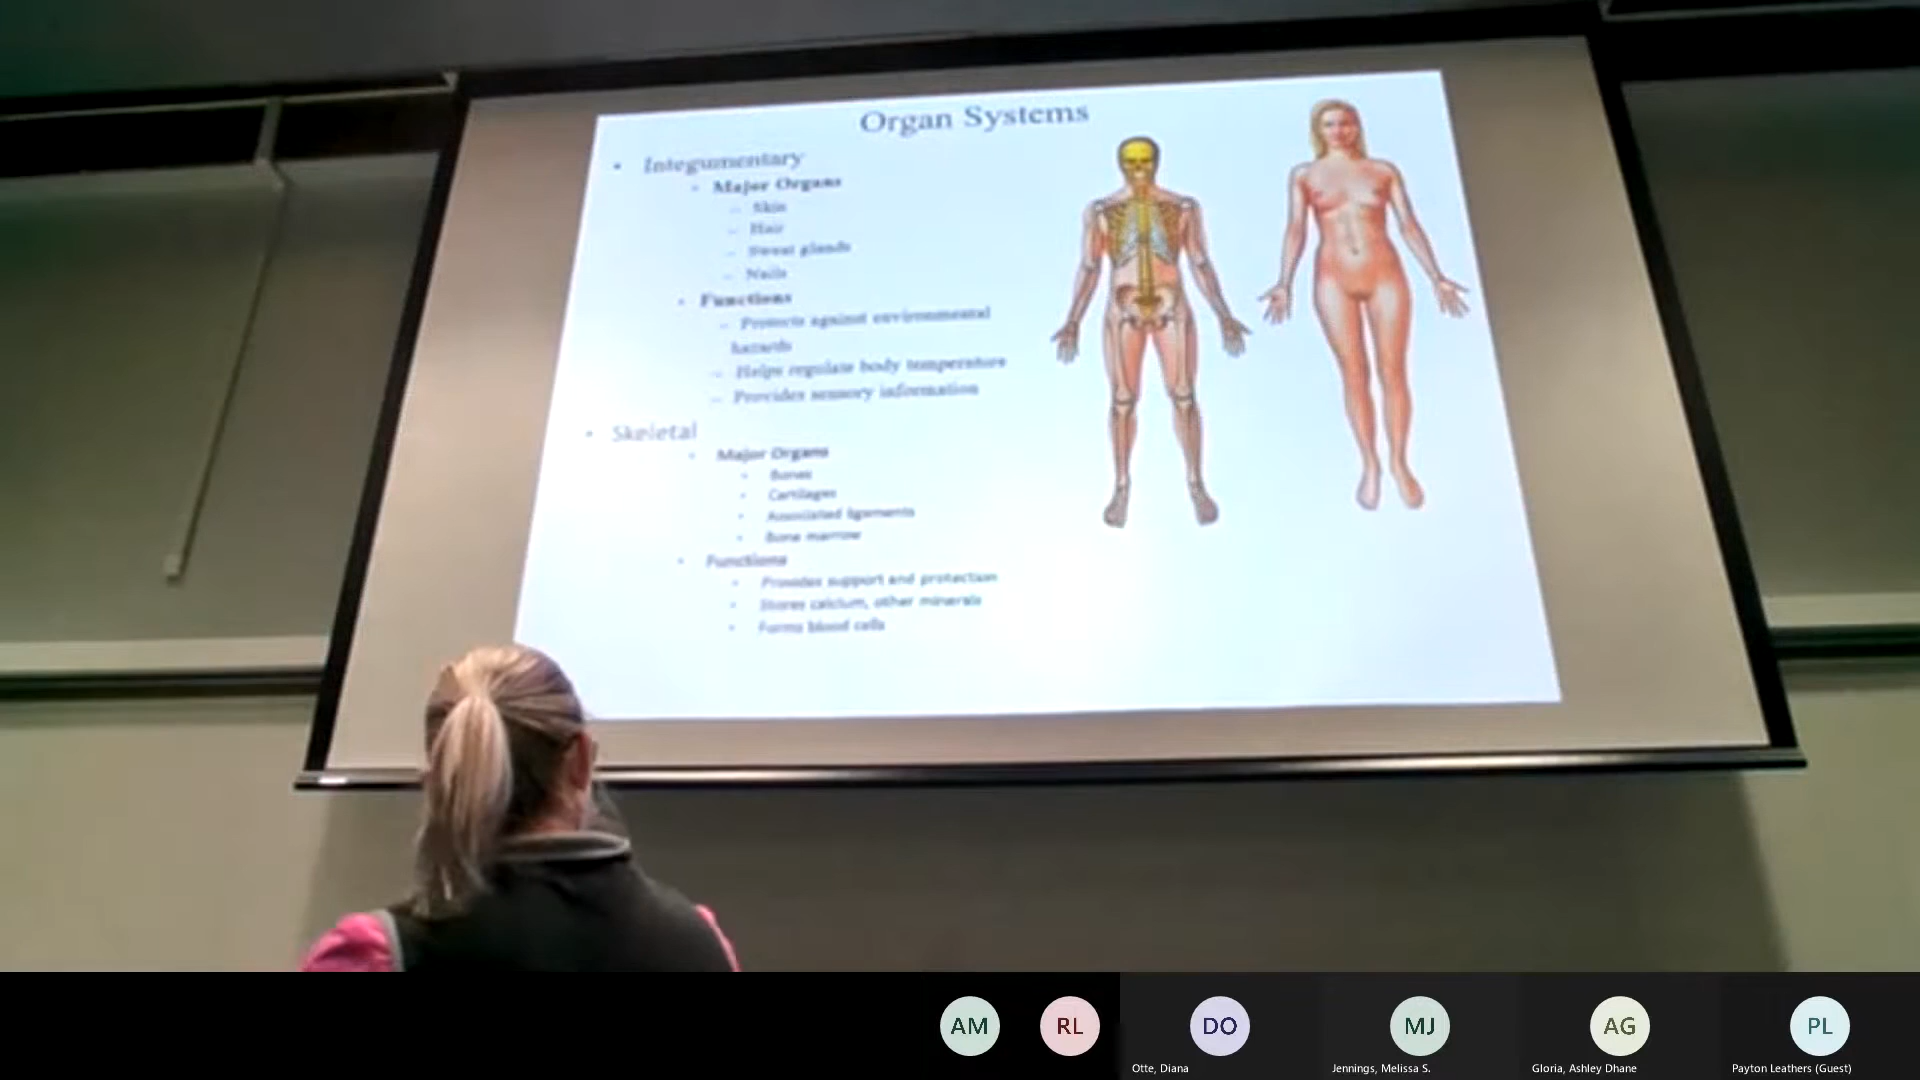 Organ Systems
• Integumentary
• Major Organs
– Skin
– Hair
– Sweat glands
– Nails
• Functions
– Protects against environmental
hazards
– Helps regulate body temperature
– Provides sensory information
• Skeletal
• Major Organs
• Bones
• Cartilages
• Associated ligaments
• Bone marrow
• Functions
• Provides support and protection
• Stores calcium, other minerals
• Forms blood cells
AM
RL
DO
MJ
AG
PL
Otte, Diana
Jennings, Melissa S.
Gloria, Ashley Dhane
Payton Leathers (Guest)